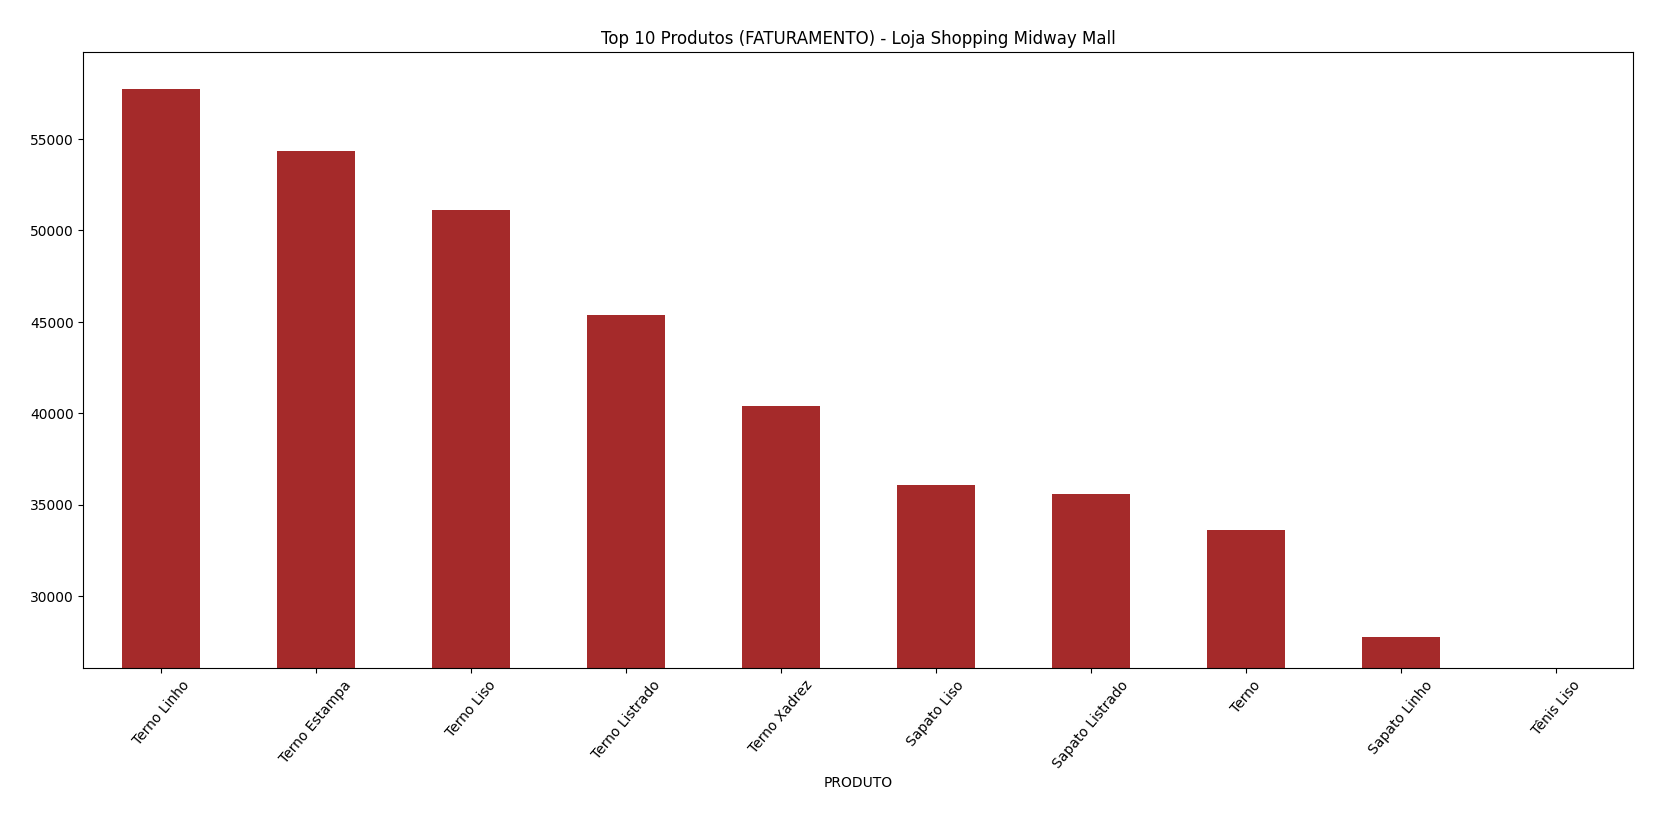 Top 10 Produtos (FATURAMENTO) - Loja Shopping Midway Mall
55000
50000
45000
40000
35000
30000
Terno Linho
Terno Estampa
Terno Liso
Terno Listrado
Terno Xadrez
Sapato Liso
Sapato Listrado
Terno
Sapato Linho
Tênis Liso
PRODUTO